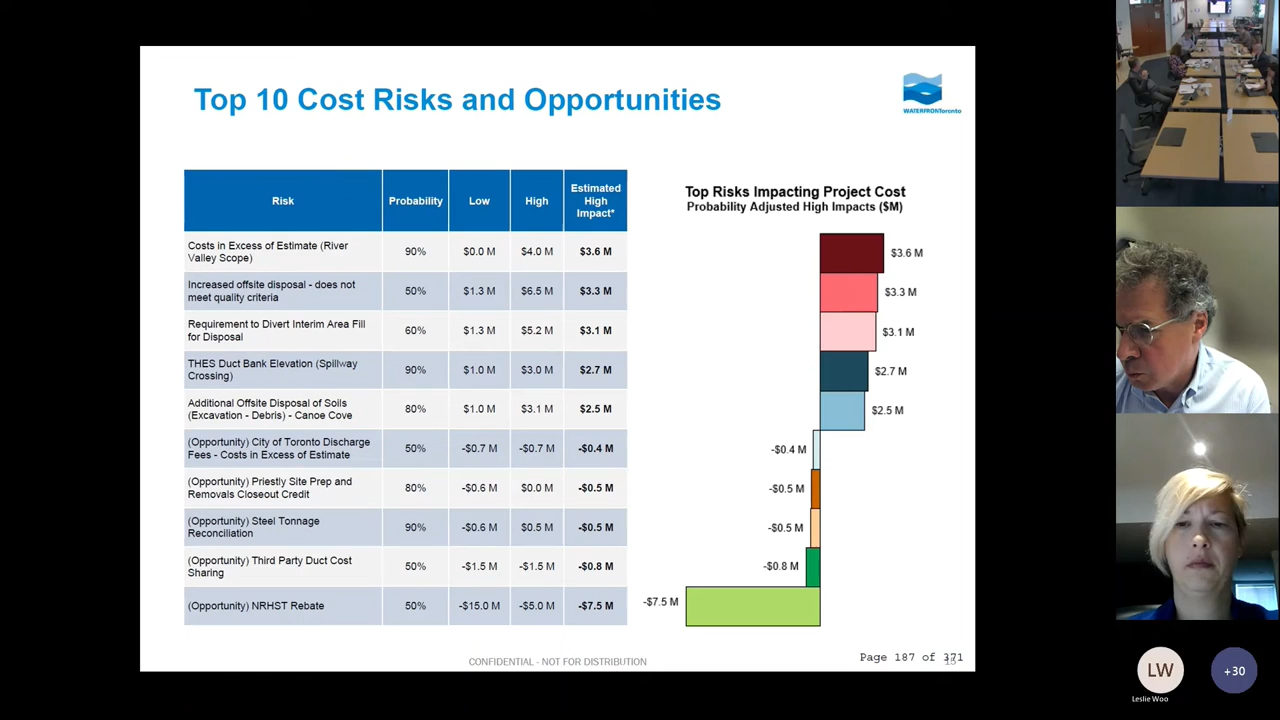 Top 10 Cost Risks and Opportunities
WATERFRONToronto
Risk
Probability
Low
High
Estimated
High
Impact*
Costs in Excess of Estimate (River
Valley Scope)
90%
$0.0 M
$4.0 M
$3.6 M
Increased offsite disposal - does not
meet quality criteria
50%
$1.3 M
$6.5 M
$3.3 M
Requirement to Divert Interim Area Fill
for Disposal
60%
$1.3 M
$5.2 M
$3.1 M
THES Duct Bank Elevation (Spillway
Crossing)
90%
$1.0 M
$3.0 M
$2.7 M
Additional Offsite Disposal of Soils
(Excavation - Debris) - Canoe Cove
80%
$1.0 M
$3.1 M
$2.5 M
(Opportunity) City of Toronto Discharge
Fees - Costs in Excess of Estimate
50%
-$0.7 M
-$0.7 M
-$0.4 M
(Opportunity) Priestly Site Prep and
Removals Closeout Credit
80%
-$0.6 M
$0.0 M
-$0.5 M
(Opportunity) Steel Tonnage
Reconciliation
90%
-$0.6 M
$0.5 M
-$0.5 M
(Opportunity) Third Party Duct Cost
Sharing
50%
-$1.5 M
-$1.5 M
-$0.8 M
(Opportunity) NRHST Rebate
50%
-$15.0 M
-$5.0 M
-$7.5 M
Top Risks Impacting Project Cost
Probability Adjusted High Impacts ($M)
$3.6 M
$3.3 M
$3.1 M
$2.7 M
$2.5 M
-$0.4 M
-$0.5 M
-$0.5 M
-$0.8 M
-$7.5 M
CONFIDENTIAL - NOT FOR DISTRIBUTION
Page 187 of 371
LW
Leslie Woo
+30